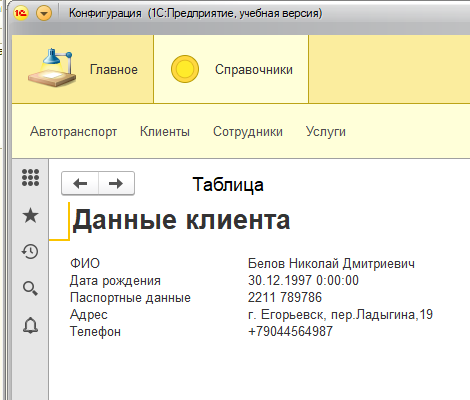 Конфигурация (1С:Предприятие, учебная версия)
Главное
Справочники
Автотранспорт Клиенты Сотрудники Услуги
Таблица
Данные клиента
ФИО Белов Николай Дмитриевич
Дата рождения 30.12.1997 0:00:00
Паспортные данные 2211 789786
Адрес г. Егорьевск, пер.Ладыгина,19
Телефон +79044564987